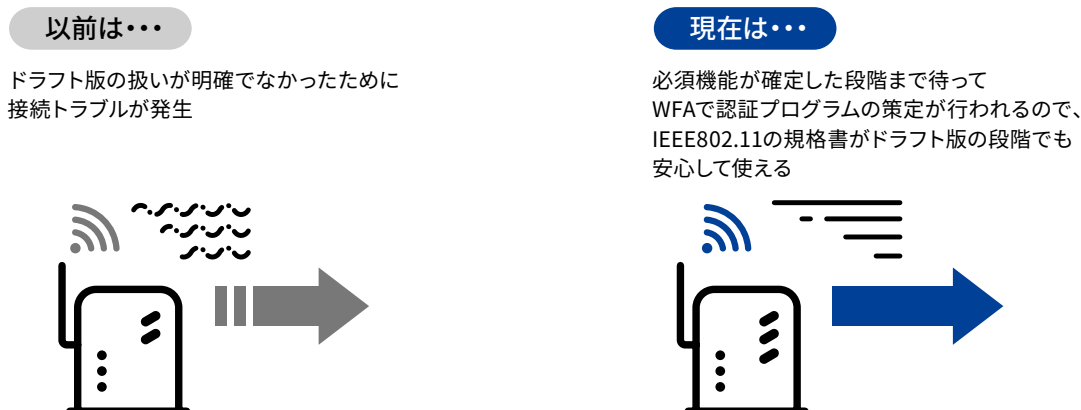 以前は・・・
ドラフト版の扱いが明確でなかったために
接続トラブルが発生
現在は・・・
必須機能が確定した段階まで待って
WFAで認証プログラムの策定が行われるので、
IEEE802.11の規格書がドラフト版の段階でも
安心して使える